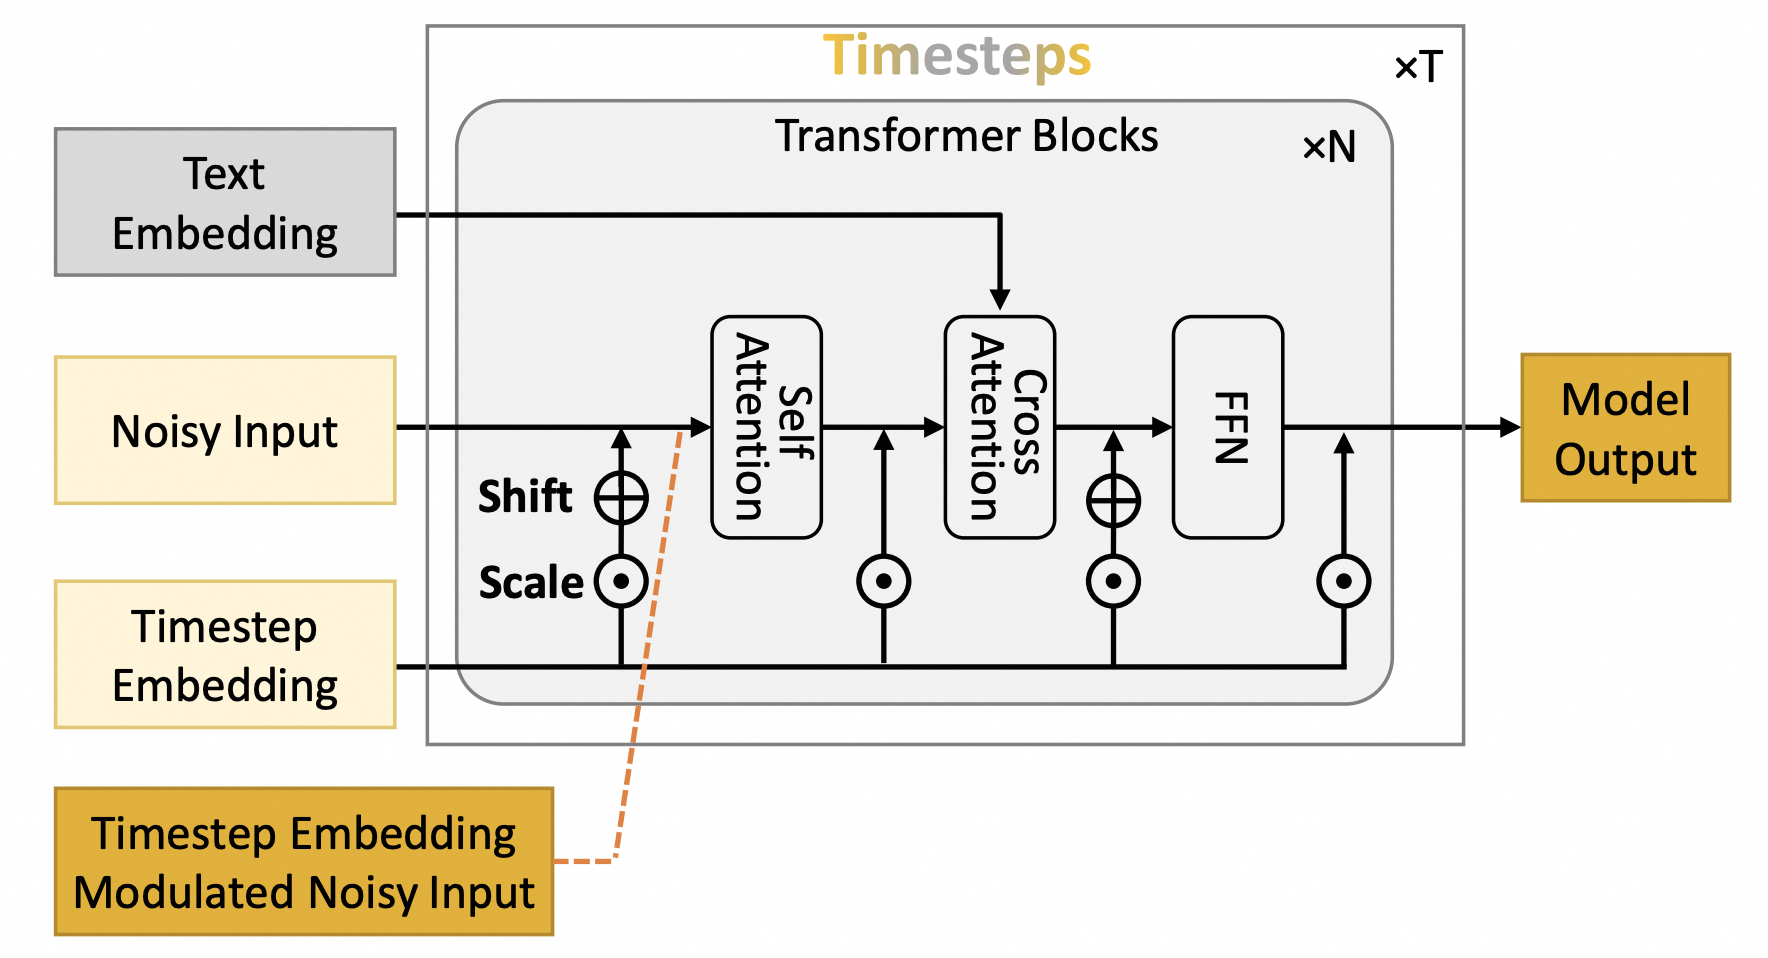 Timesteps
×T
Transformer Blocks
×N
Text
Embedding
Noisy Input
Timestep
Embedding
Timestep Embedding
Modulated Noisy Input
Shift
Scale
Self
Attention
Cross
Attention
FFN
Model
Output